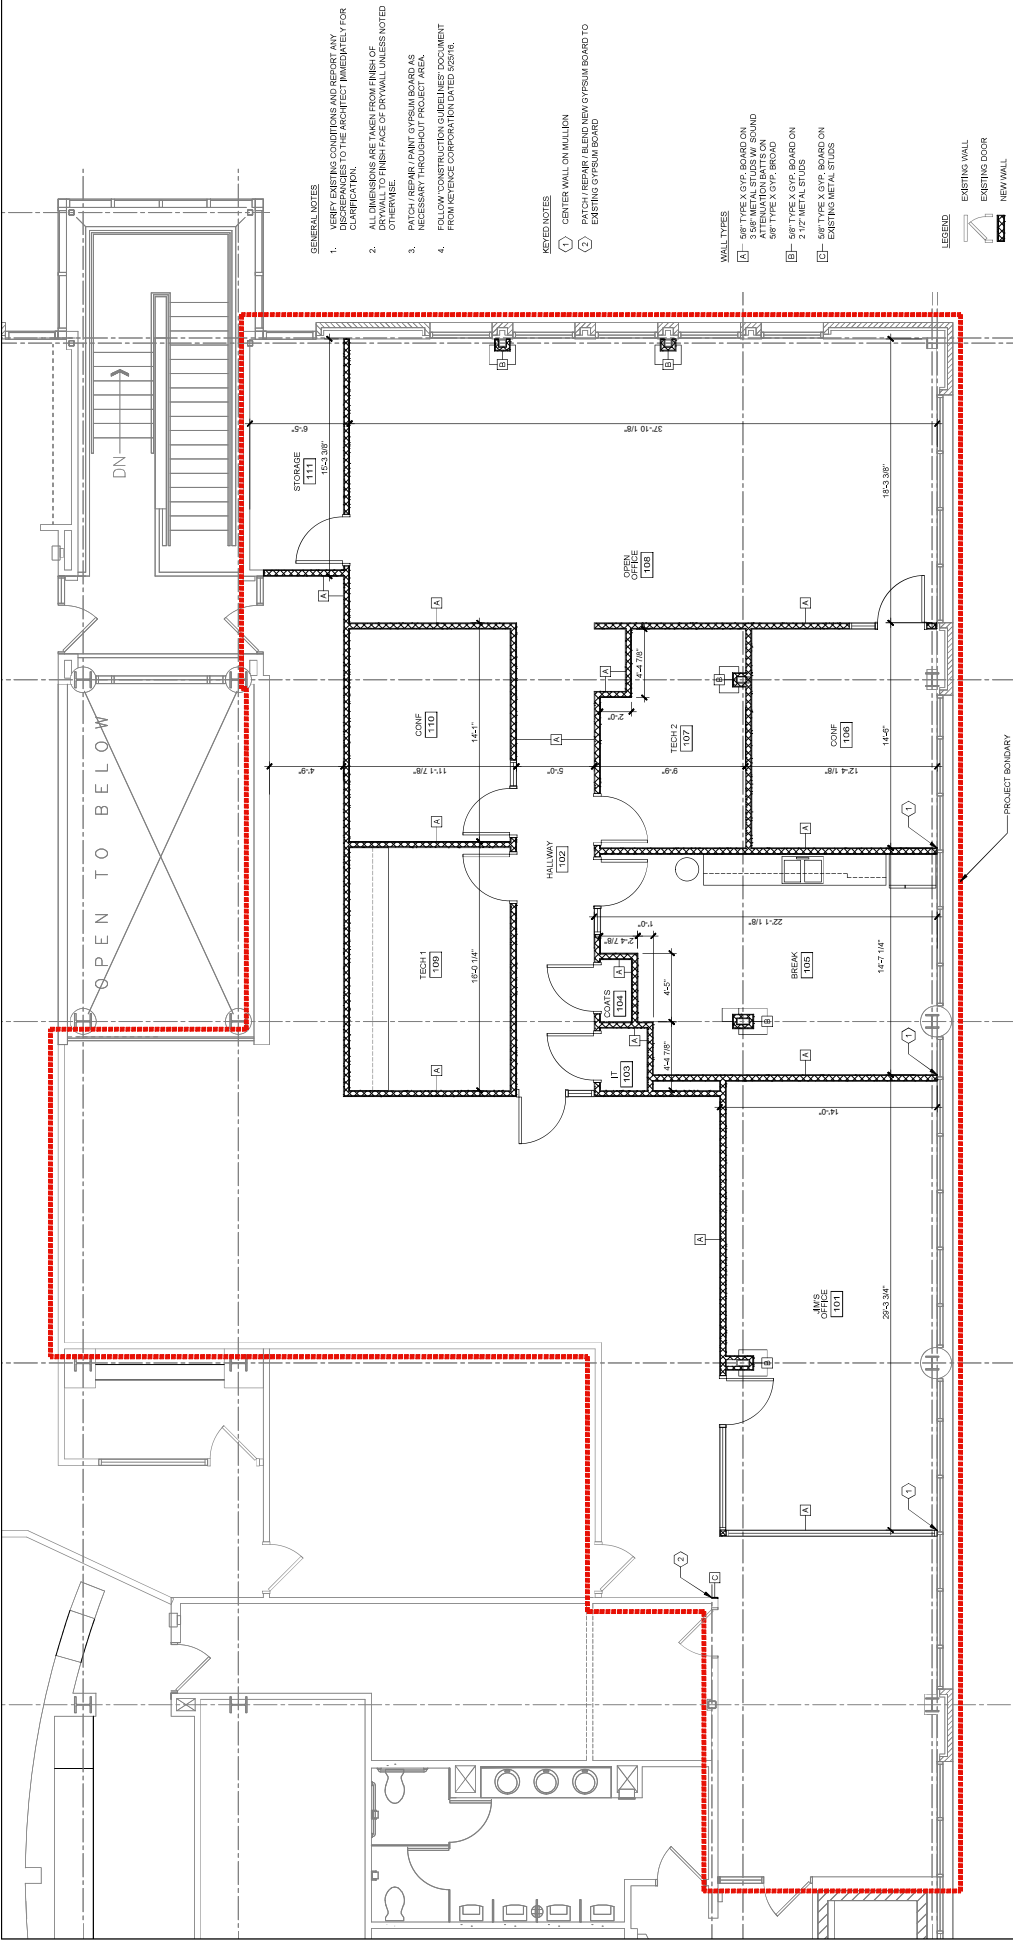 GENERAL NOTES
1. VERIFY EXISTING CONDITIONS AND REPORT ANY
DISCREPANCIES TO THE ARCHITECT IMMEDIATELY FOR
CLARIFICATION.
2. ALL DIMENSIONS ARE TAKEN FROM FINISH OF
DRYWALL TO FINISH FACE OF DRYWALL UNLESS NOTED
OTHERWISE.
3. PATCH / REPAIR / PAINT GYPSUM BOARD AS
NECESSARY THROUGHOUT PROJECT AREA.
4. FOLLOW "CONSTRUCTION GUIDELINES" DOCUMENT
FROM KEYENCE CORPORATION DATED 5/25/16.
KEYED NOTES
1 CENTER WALL ON MULLION
2 PATCH / REPAIR / BLEND NEW GYPSUM BOARD TO
EXISTING GYPSUM BOARD
WALL TYPES
A 5/8" TYPE X GYP. BOARD ON
3 5/8" METAL STUDS W/ SOUND
ATTENUATION BATTS ON
5/8" TYPE X GYP. BROAD
B 5/8" TYPE X GYP. BOARD ON
2 1/2" METAL STUDS
C 5/8" TYPE X GYP. BOARD ON
EXISTING METAL STUDS
LEGEND
EXISTING WALL
EXISTING DOOR
NEW WALL
DN
OPEN TO BELOW
STORAGE
111
15'-3 3/8"
6'-5"
37'-10 1/8"
18'-3 3/8"
OPEN
OFFICE
108
B
B
A
A
A
CONF
110
14'-1"
4'-9"
11'-1 7/8"
5'-0"
9'-9"
12'-4 1/8"
A
A
4'-4 7/8"
2'-0"
TECH 2
107
B
CONF
106
14'-6"
A
A
1
HALLWAY
102
TECH 1
109
16'-0 1/4"
A
22'-1 1/8"
2'-4 7/8"
1'-0"
COATS
104
A
4'-5"
BREAK
105
14'-7 1/4"
B
IT
103
A
4'-4 7/8"
A
1
14'-0"
A
JIM'S
OFFICE
101
29'-3 3/4"
B
A
1
2
C
PROJECT BONDARY